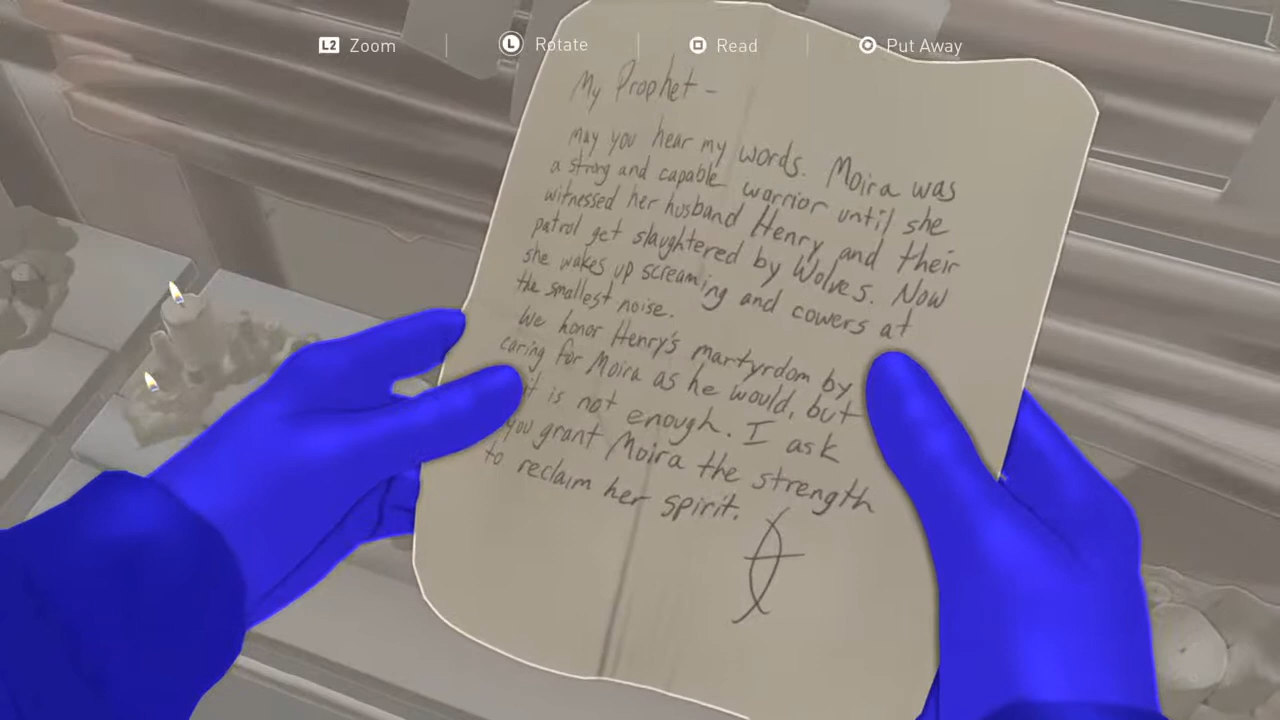 L2 Zoom L Rotate Read Put Away
My Prophet -
may you hear my words. Moira was
a strong and capable warrior until she
witnessed her husband Henry and their
patrol get slaughtered by Wolves. Now
she wakes up screaming and cowers at
the smallest noise.
We honor Henry's martyrdom by
caring for Moira as he would, but
it is not enough. I ask
you grant Moira the strength
to reclaim her spirit.